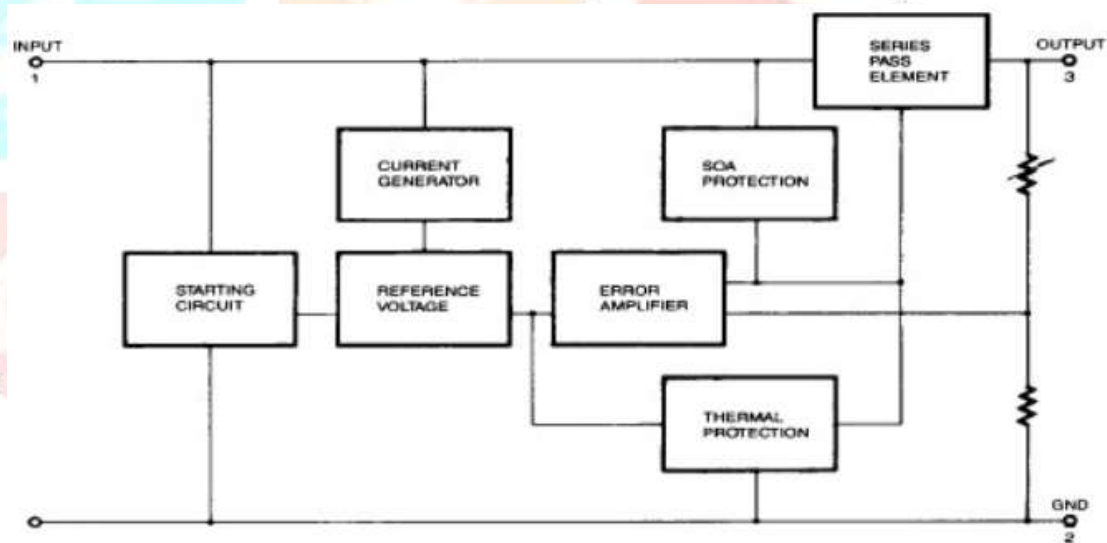 INPUT
1
SERIES
PASS
ELEMENT
OUTPUT
3
CURRENT
GENERATOR
SOA
PROTECTION
STARTING
CIRCUIT
REFERENCE
VOLTAGE
ERROR
AMPLIFIER
THERMAL
PROTECTION
GND
2